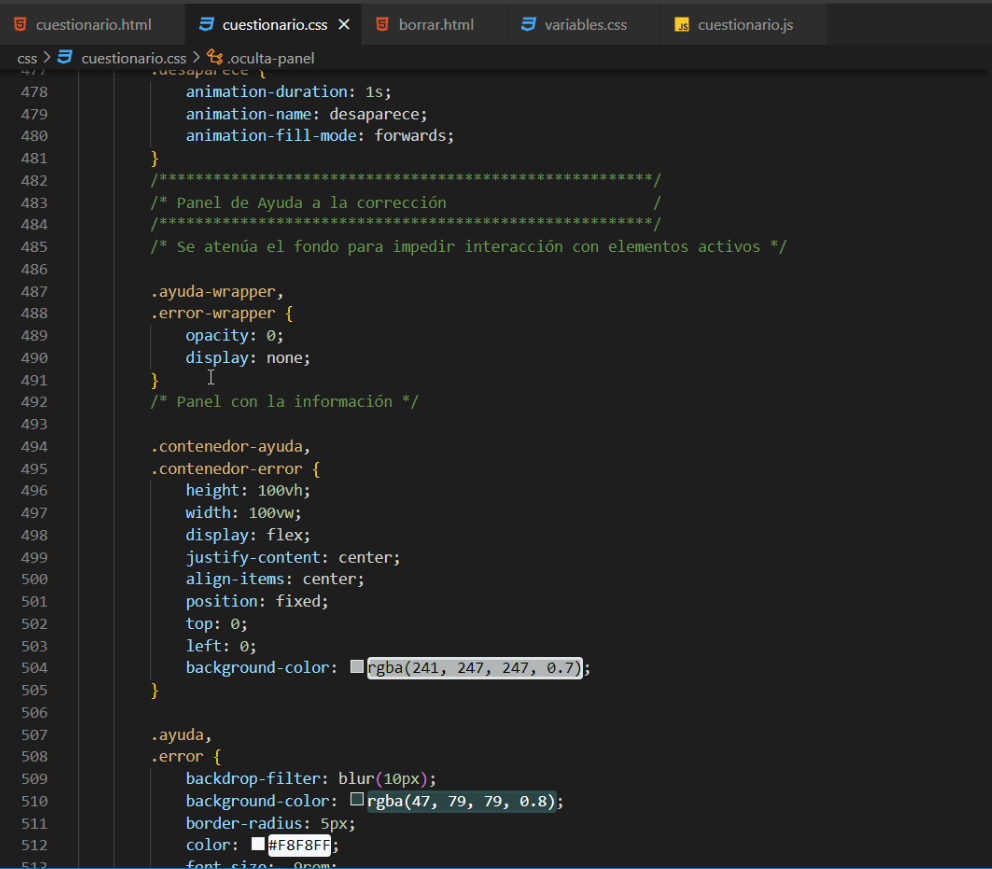 cuestionario.html cuestionario.css borrar.html variables.css cuestionario.js
css > cuestionario.css > .oculta-panel
477 .desaparece {
478 animation-duration: 1s;
479 animation-name: desaparece;
480 animation-fill-mode: forwards;
481 }
482 /*******************************************************/
483 /* Panel de Ayuda a la corrección /
484 /*******************************************************/
485 /* Se atenúa el fondo para impedir interacción con elementos activos */
486
487 .ayuda-wrapper,
488 .error-wrapper {
489 opacity: 0;
490 display: none;
491 }
492 /* Panel con la información */
493
494 .contenedor-ayuda,
495 .contenedor-error {
496 height: 100vh;
497 width: 100vw;
498 display: flex;
499 justify-content: center;
500 align-items: center;
501 position: fixed;
502 top: 0;
503 left: 0;
504 background-color: rgba(241, 247, 247, 0.7);
505 }
506
507 .ayuda,
508 .error {
509 backdrop-filter: blur(10px);
510 background-color: rgba(47, 79, 79, 0.8);
511 border-radius: 5px;
512 color: #F8F8FF;
513 font-size: .9rem;